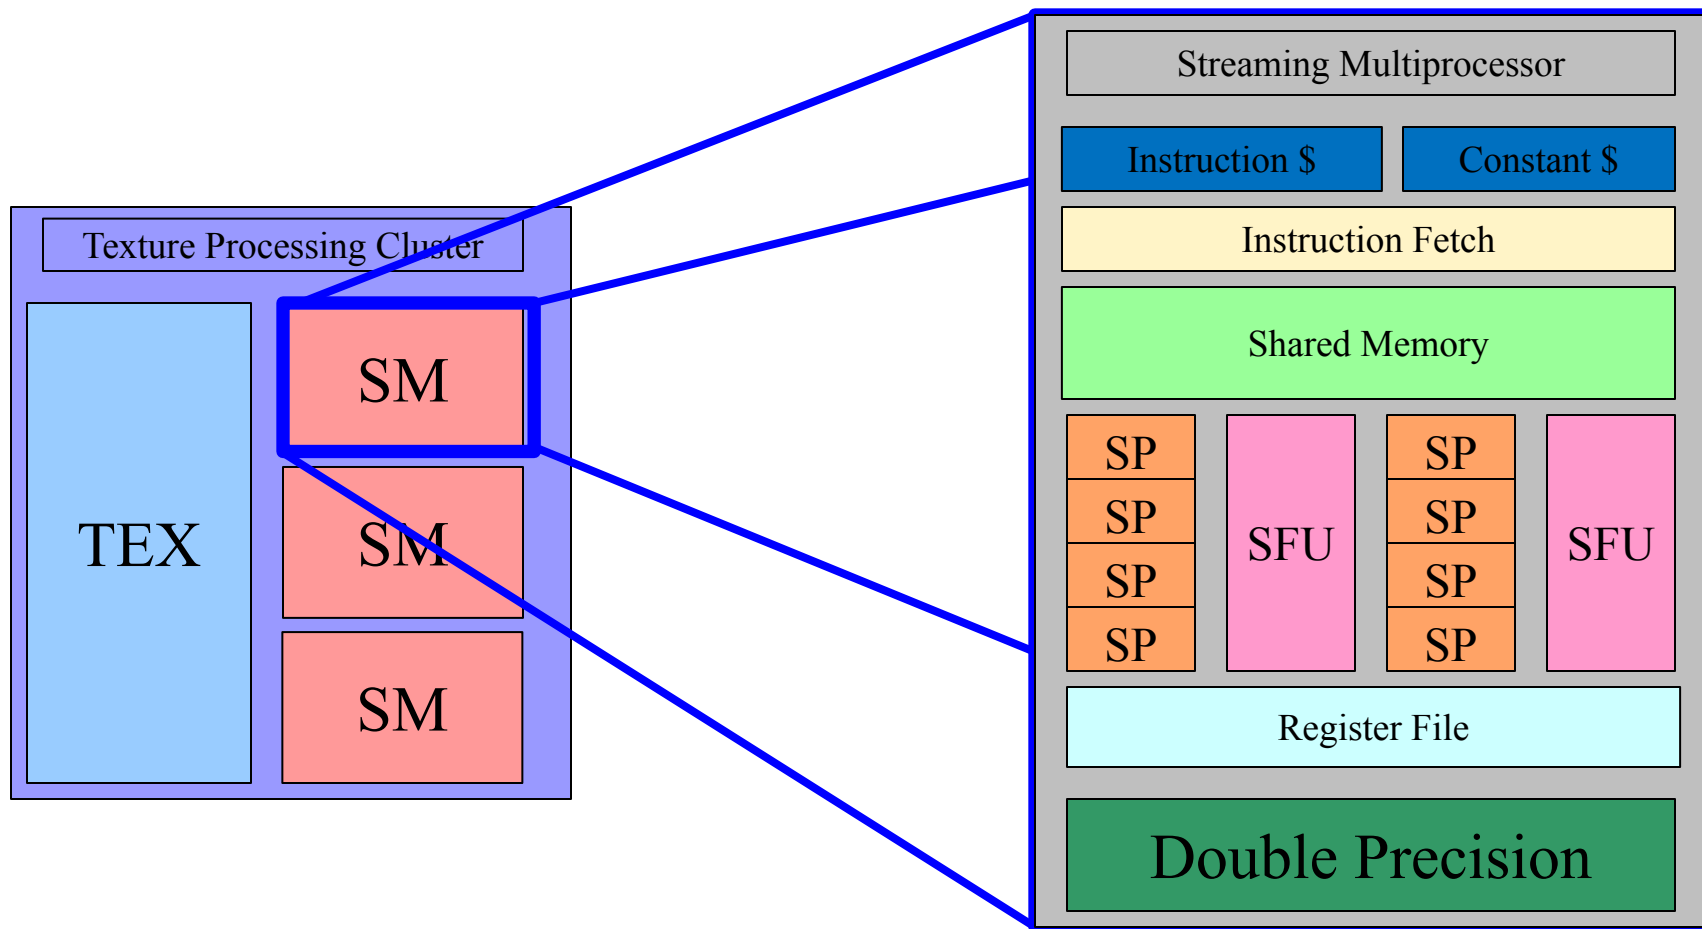 Texture Processing Cluster
TEX
SM
SM
SM
Streaming Multiprocessor
Instruction $
Constant $
Instruction Fetch
Shared Memory
SP
SP
SP
SP
SFU
SP
SP
SP
SP
SFU
Register File
Double Precision